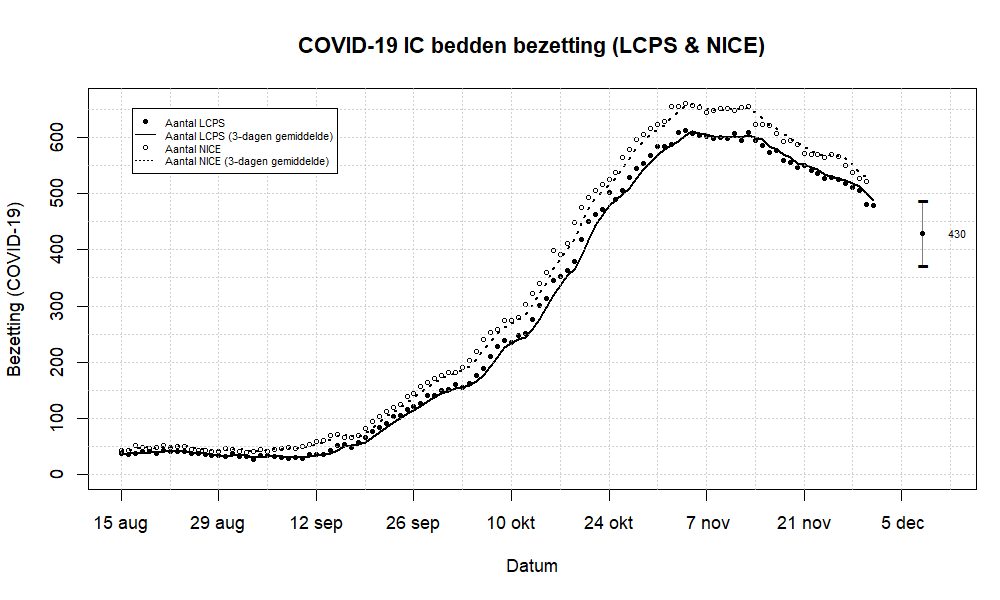 COVID-19 IC bedden bezetting (LCPS & NICE)
Aantal LCPS
Aantal LCPS (3-dagen gemiddelde)
Aantal NICE
Aantal NICE (3-dagen gemiddelde)
600
500
400
300
200
100
0
Bezetting (COVID-19)
430
15 aug 29 aug 12 sep 26 sep 10 okt 24 okt 7 nov 21 nov 5 dec
Datum